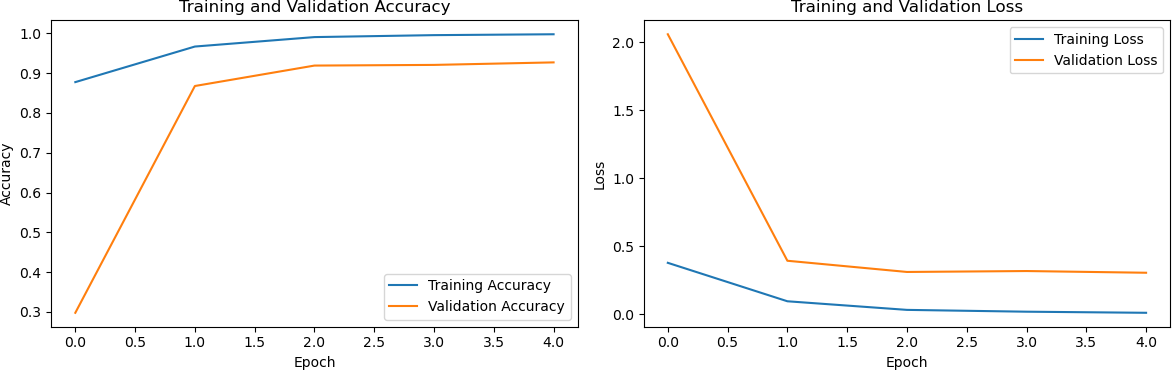 Training and Validation Accuracy
1.0
0.9
0.8
0.7
0.6
0.5
0.4
0.3
Accuracy
0.0 0.5 1.0 1.5 2.0 2.5 3.0 3.5 4.0
Epoch
Training Accuracy
Validation Accuracy
Training and Validation Loss
2.0
1.5
1.0
0.5
0.0
Loss
0.0 0.5 1.0 1.5 2.0 2.5 3.0 3.5 4.0
Epoch
Training Loss
Validation Loss